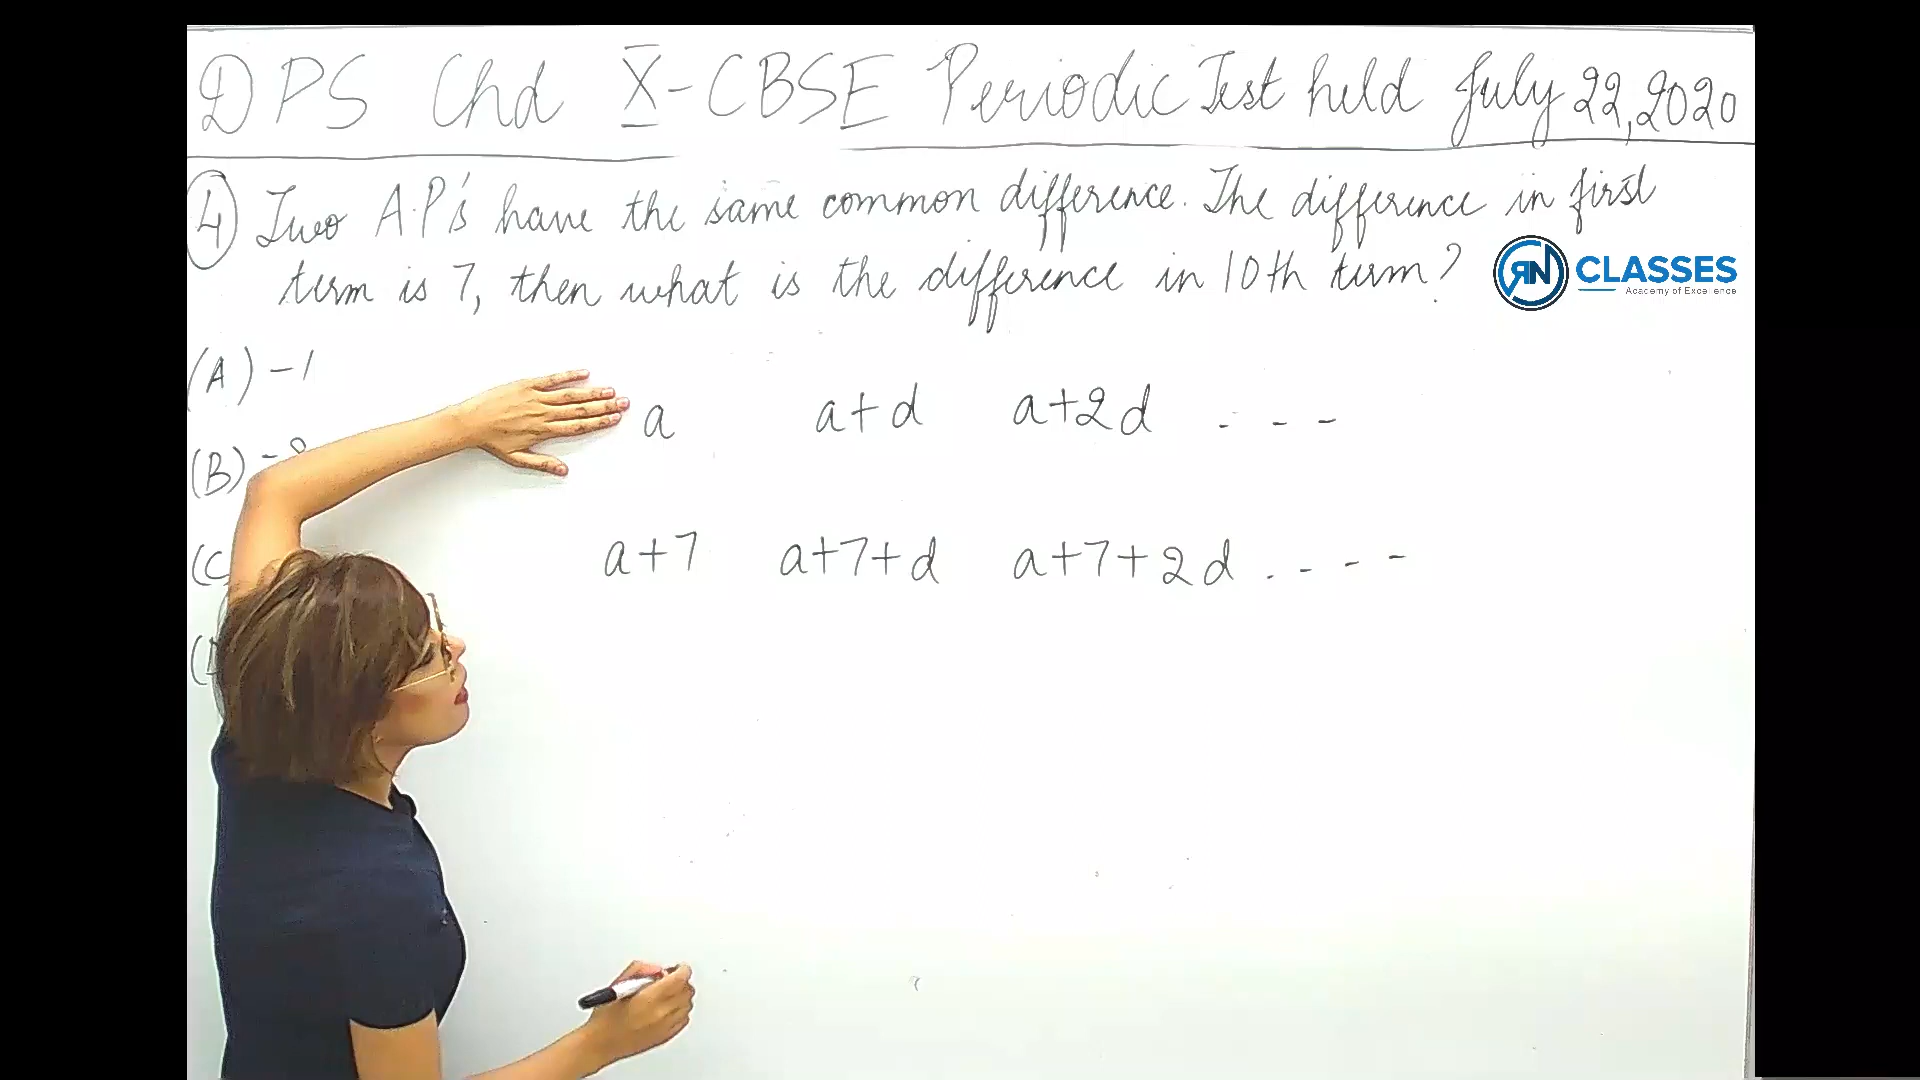 DPS Chd X-CBSE Periodic Test held July 22, 2020
4 Two A.P's have the same common difference. The difference in first
term is 7, then what is the difference in 10th term?
RN CLASSES
Academy of Excellence
(A) -1
a a+d a+2d . - - -
(B)
a+7 a+7+d a+7+2d . - - -
(C